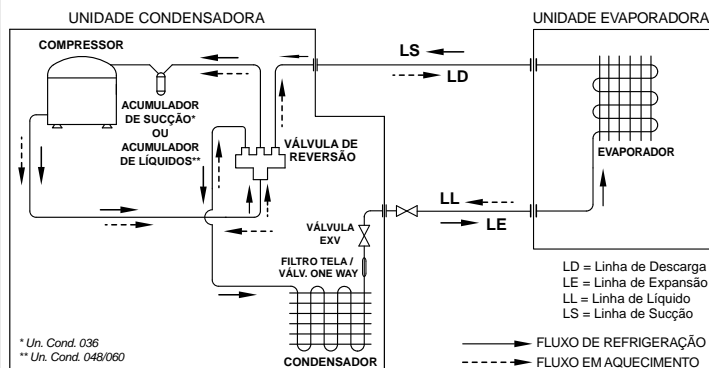 UNIDADE CONDENSADORA
UNIDADE EVAPORADORA
COMPRESSOR
LS
LD
ACUMULADOR
DE SUCÇÃO*
OU
ACUMULADOR
DE LÍQUIDOS**
VÁLVULA DE
REVERSÃO
EVAPORADOR
LL
LE
VÁLVULA
EXV
FILTRO TELA /
VÁLV. ONE WAY
LD = Linha de Descarga
LE = Linha de Expansão
LL = Linha de Líquido
LS = Linha de Sucção
* Un. Cond. 036
** Un. Cond. 048/060
CONDENSADOR
FLUXO DE REFRIGERAÇÃO
FLUXO EM AQUECIMENTO